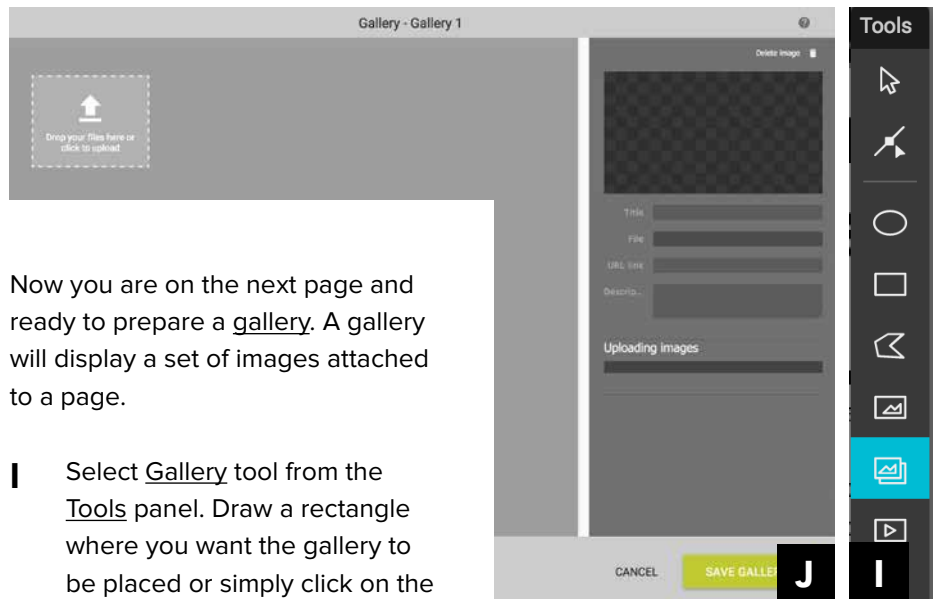 Gallery - Gallery 1
?
Tools
Delete image
Drop your files here or
click to upload
Title
File
URL link
Descrip...
Uploading images
Now you are on the next page and
ready to prepare a gallery. A gallery
will display a set of images attached
to a page.
I Select Gallery tool from the
Tools panel. Draw a rectangle
where you want the gallery to
be placed or simply click on the
CANCEL
SAVE GALLE
J
I